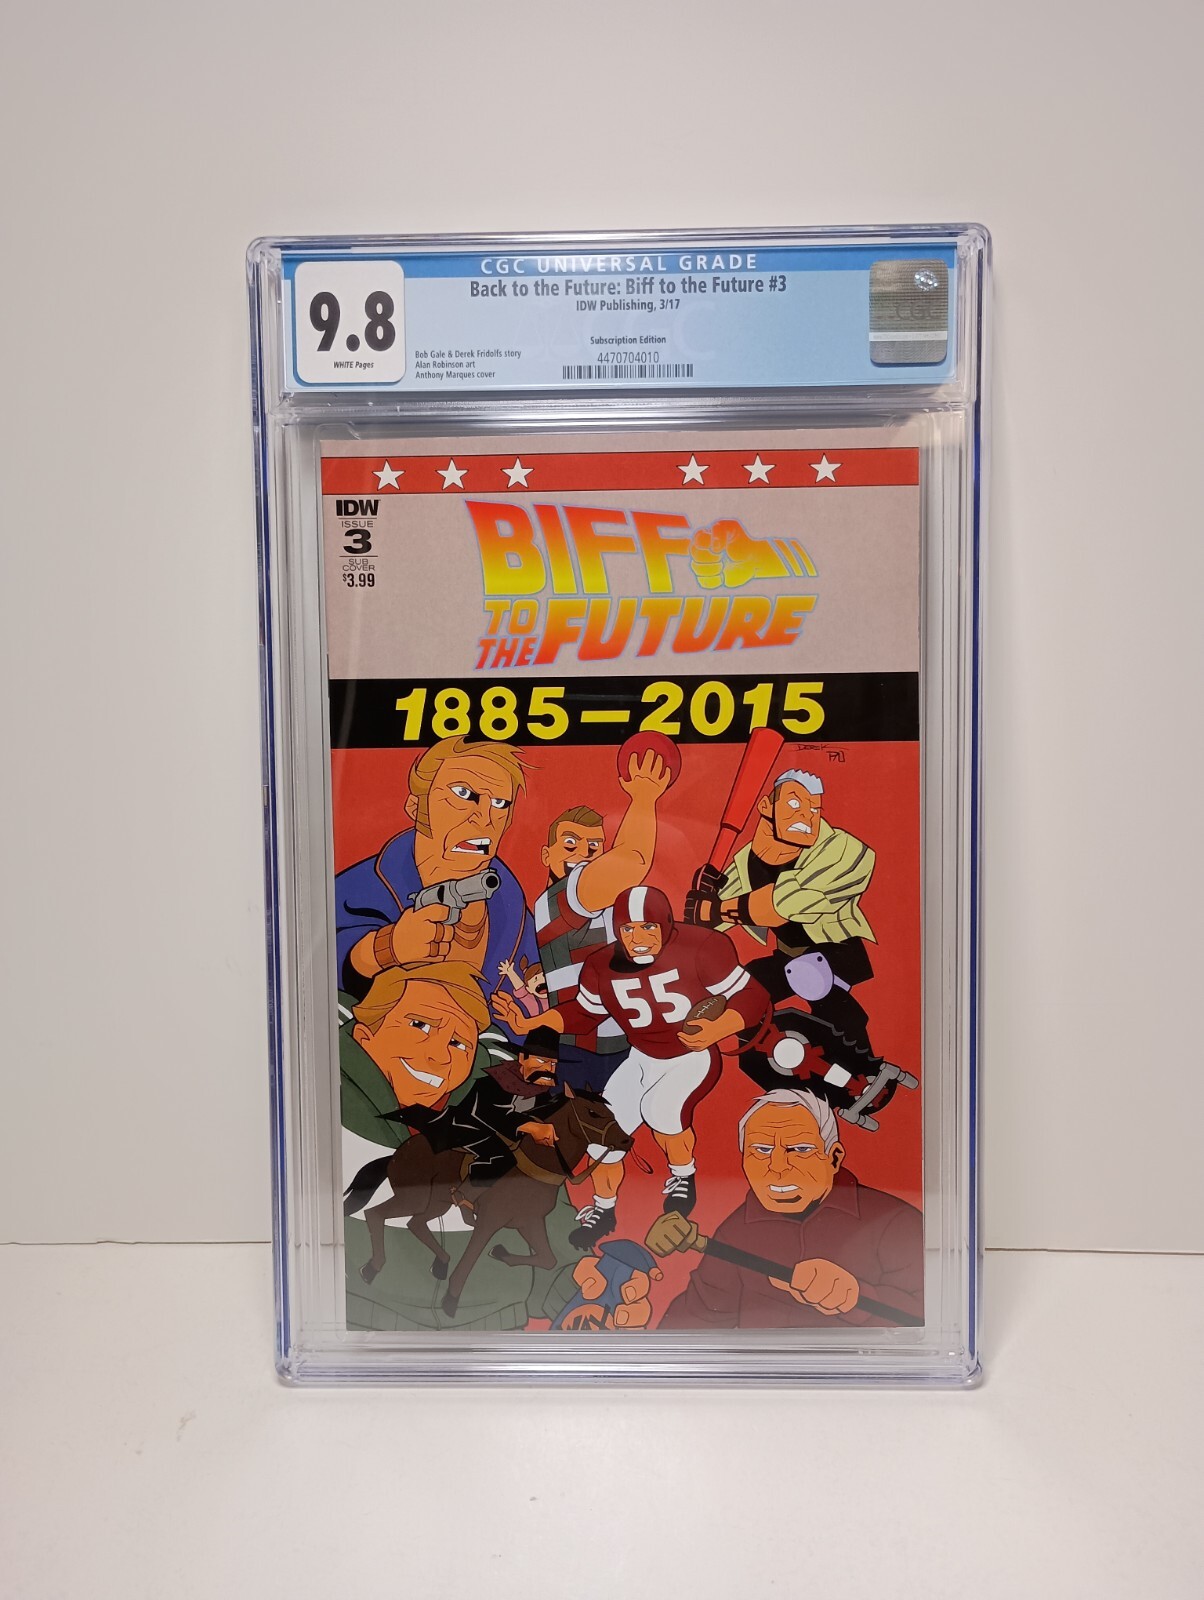 CGC UNIVERSAL GRADE
9.8
WHITE Pages
Back to the Future: Biff to the Future #3
IDW Publishing, 3/17
Subscription Edition
4470704010
Bob Gale & Derek Fridolfs story
Alan Robinson art
Anthony Marques cover
CGC
IDW
ISSUE
3
SUB
COVER
$3.99
BIFF
TO
THE FUTURE
1885-2015
55